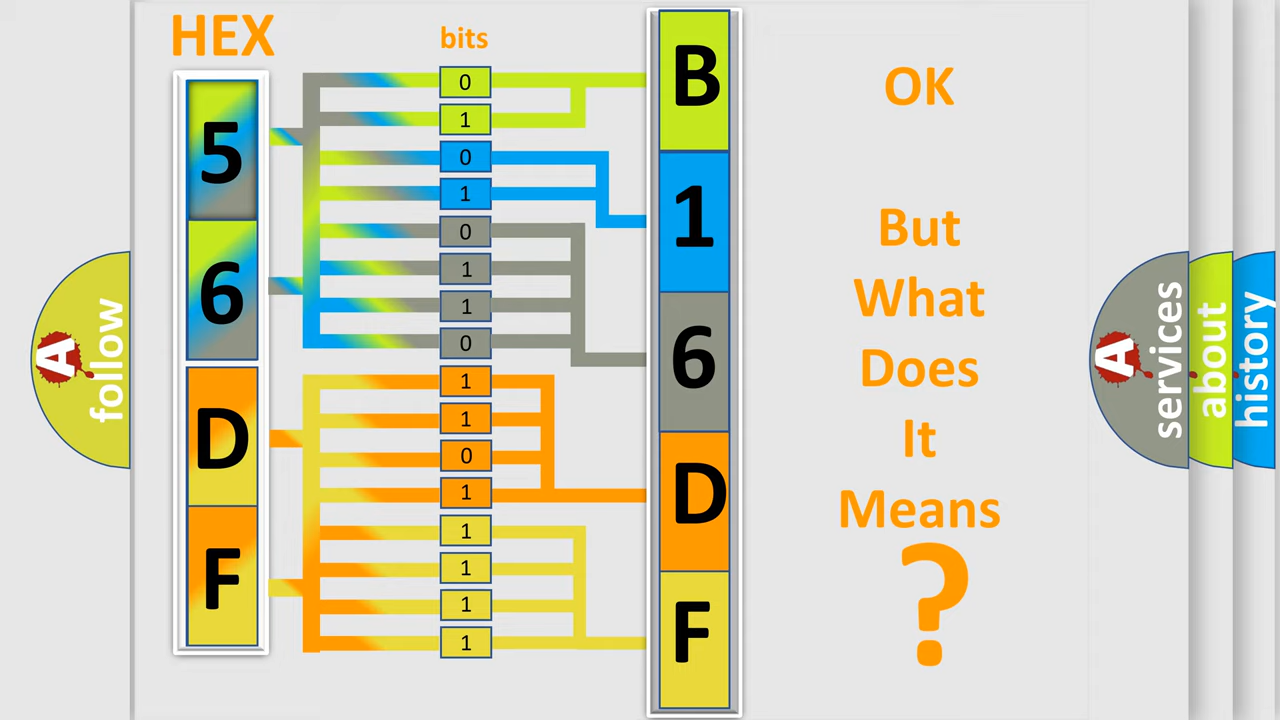 HEX
bits
5
6
D
F
0
1
0
1
0
1
1
0
1
1
0
1
1
1
1
1
B
1
6
D
F
OK
But
What
Does
It
Means
?
A
follow
A
services
about
history